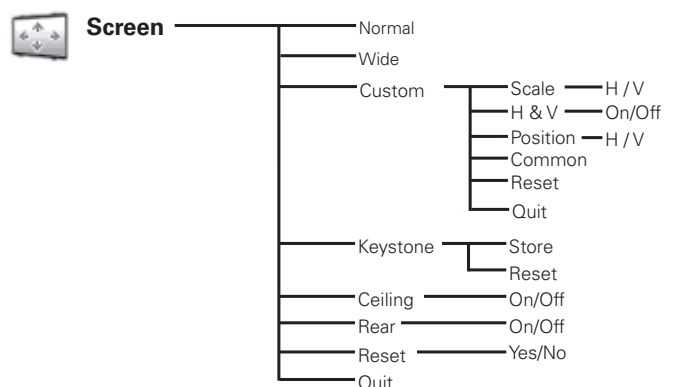 Screen Normal
Wide
Custom Scale H / V
H & V On/Off
Position H / V
Common
Reset
Quit
Keystone Store
Reset
Ceiling On/Off
Rear On/Off
Reset Yes/No
Quit